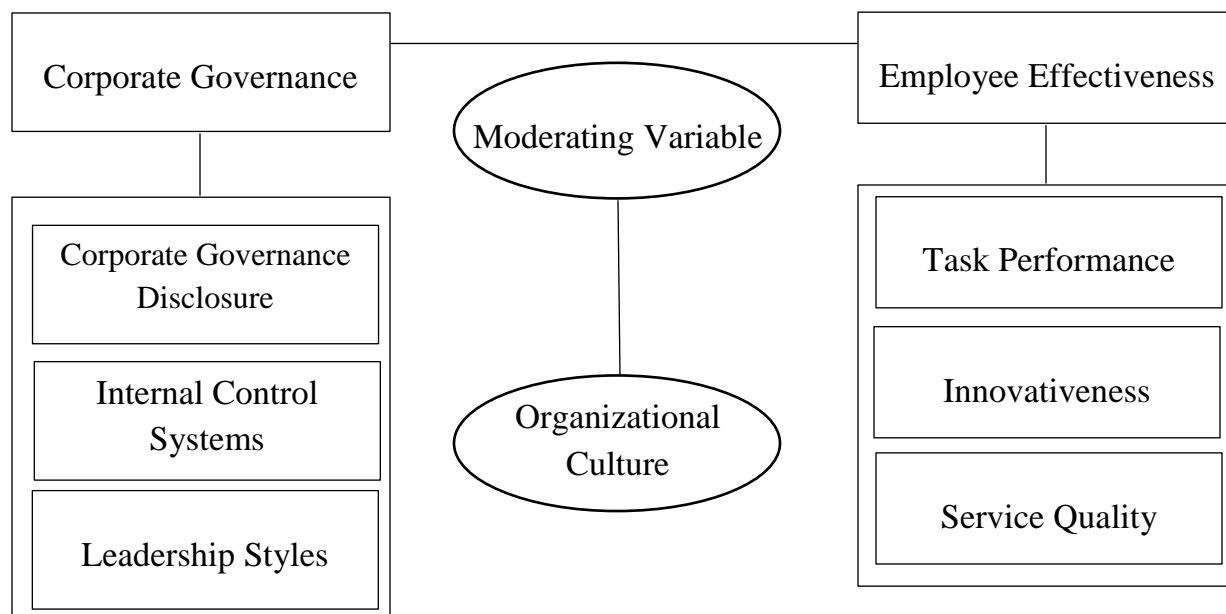 Corporate Governance
Employee Effectiveness
Moderating Variable
Corporate Governance
Disclosure
Internal Control
Systems
Leadership Styles
Organizational
Culture
Task Performance
Innovativeness
Service Quality